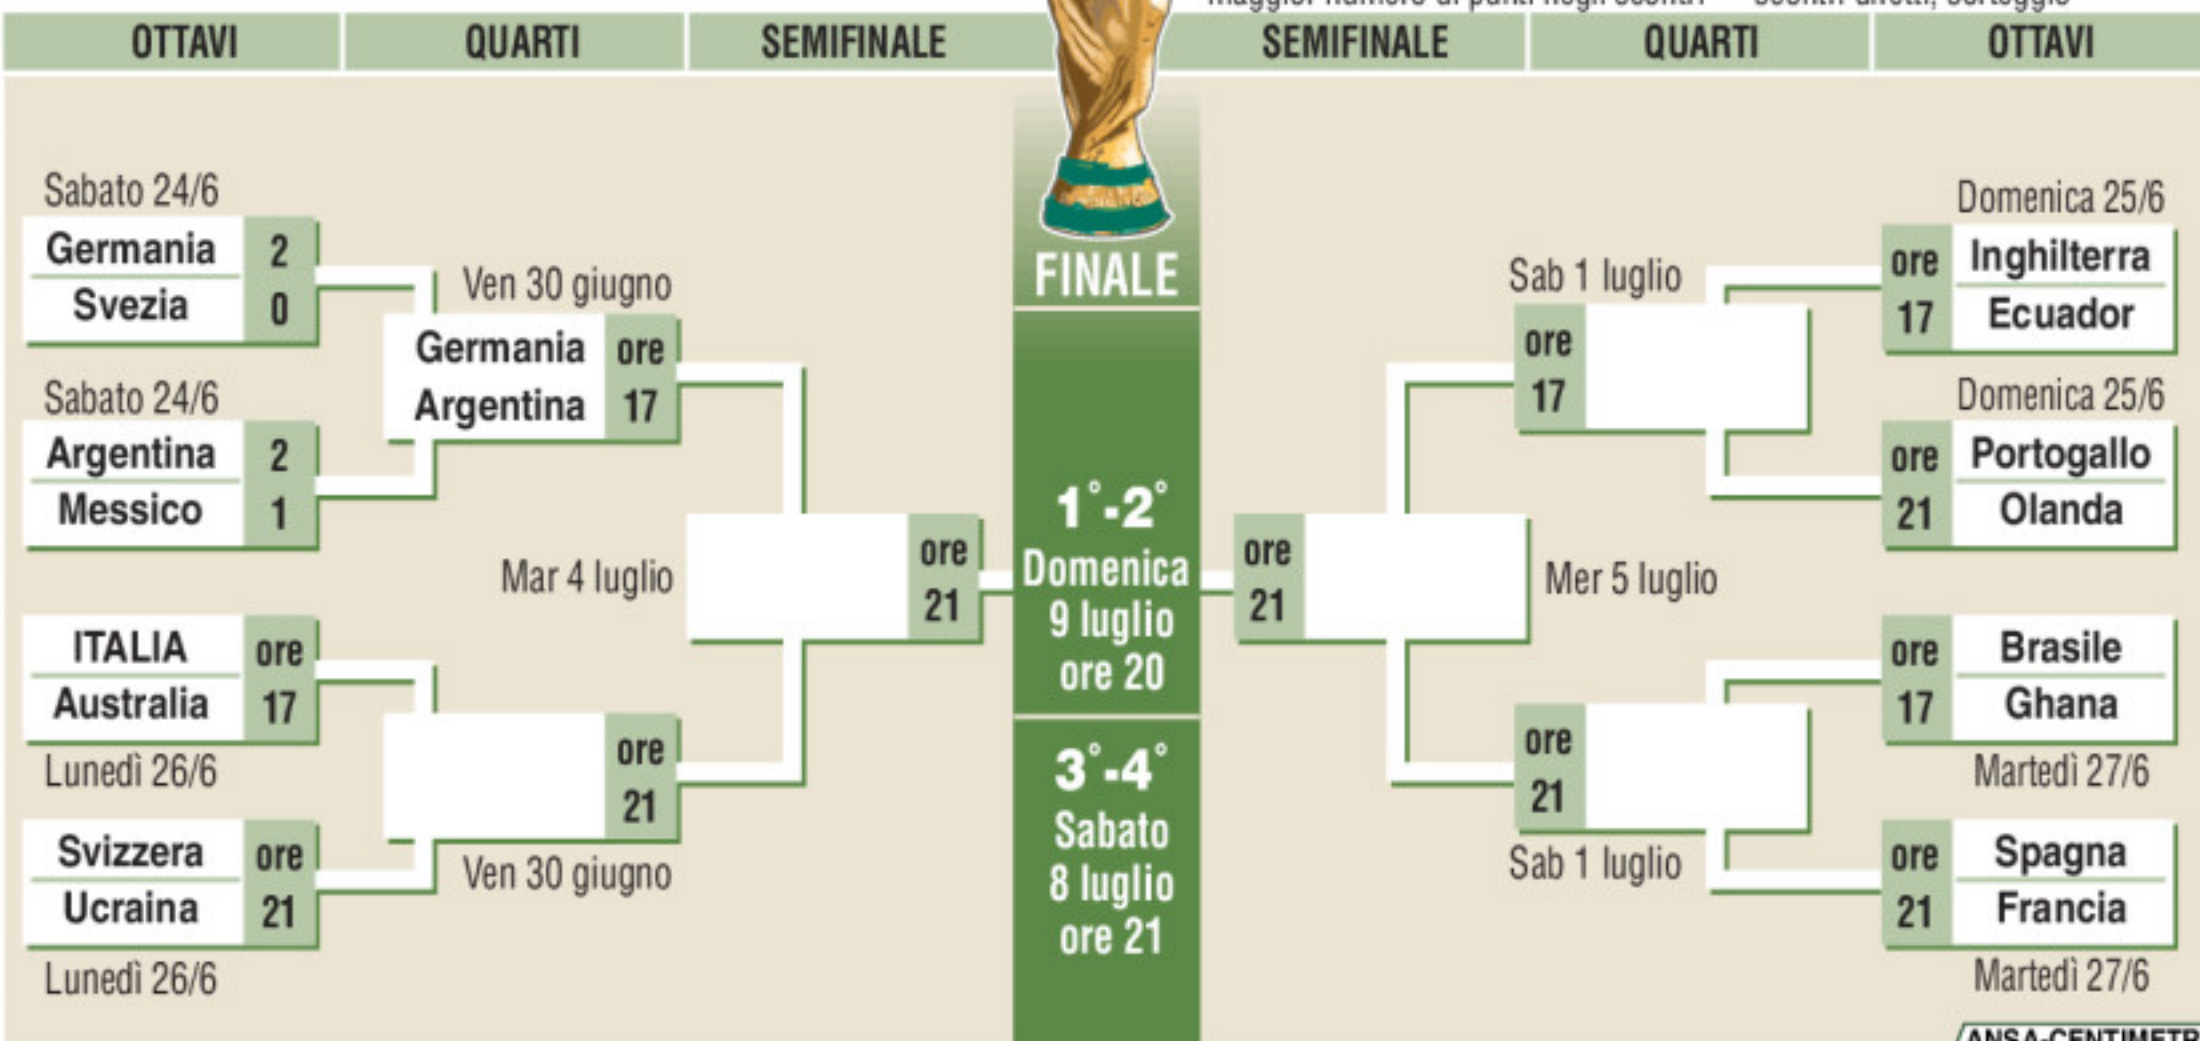 OTTAVI
QUARTI
SEMIFINALE
SEMIFINALE
QUARTI
OTTAVI
Sabato 24/6
Germania 2
Svezia 0
Sabato 24/6
Argentina 2
Messico 1
ITALIA ore
Australia 17
Lunedì 26/6
Svizzera ore
Ucraina 21
Lunedì 26/6
Ven 30 giugno
Germania ore
Argentina 17
ore
21
Ven 30 giugno
Mar 4 luglio
ore
21
FINALE
1°-2°
Domenica
9 luglio
ore 20
3°-4°
Sabato
8 luglio
ore 21
ore
21
Mer 5 luglio
Sab 1 luglio
ore
17
ore
21
Sab 1 luglio
Domenica 25/6
ore Inghilterra
17 Ecuador
Domenica 25/6
ore Portogallo
21 Olanda
ore Brasile
17 Ghana
Martedì 27/6
ore Spagna
21 Francia
Martedì 27/6
ANSA-CENTIMETR